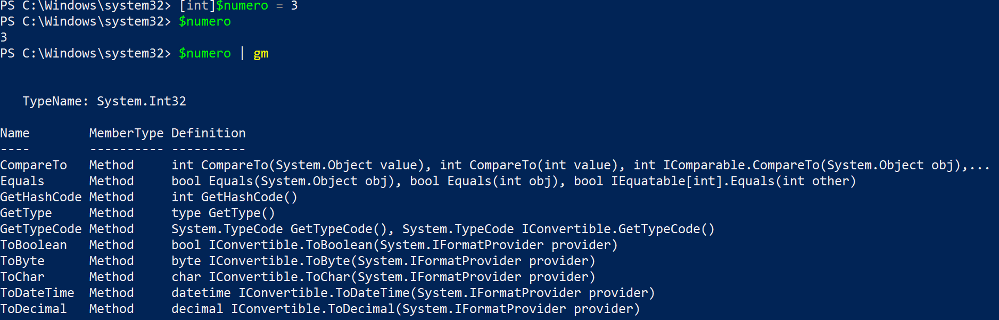 PS C:\Windows\system32> [int]$numero = 3
PS C:\Windows\system32> $numero
3
PS C:\Windows\system32> $numero | gm
TypeName: System.Int32
Name MemberType Definition
---- ---------- ----------
CompareTo Method int CompareTo(System.Object value), int CompareTo(int value), int IComparable.CompareTo(System.Object obj),...
Equals Method bool Equals(System.Object obj), bool Equals(int obj), bool IEquatable[int].Equals(int other)
GetHashCode Method int GetHashCode()
GetType Method type GetType()
GetTypeCode Method System.TypeCode GetTypeCode(), System.TypeCode IConvertible.GetTypeCode()
ToBoolean Method bool IConvertible.ToBoolean(System.IFormatProvider provider)
ToByte Method byte IConvertible.ToByte(System.IFormatProvider provider)
ToChar Method char IConvertible.ToChar(System.IFormatProvider provider)
ToDateTime Method datetime IConvertible.ToDateTime(System.IFormatProvider provider)
ToDecimal Method decimal IConvertible.ToDecimal(System.IFormatProvider provider)